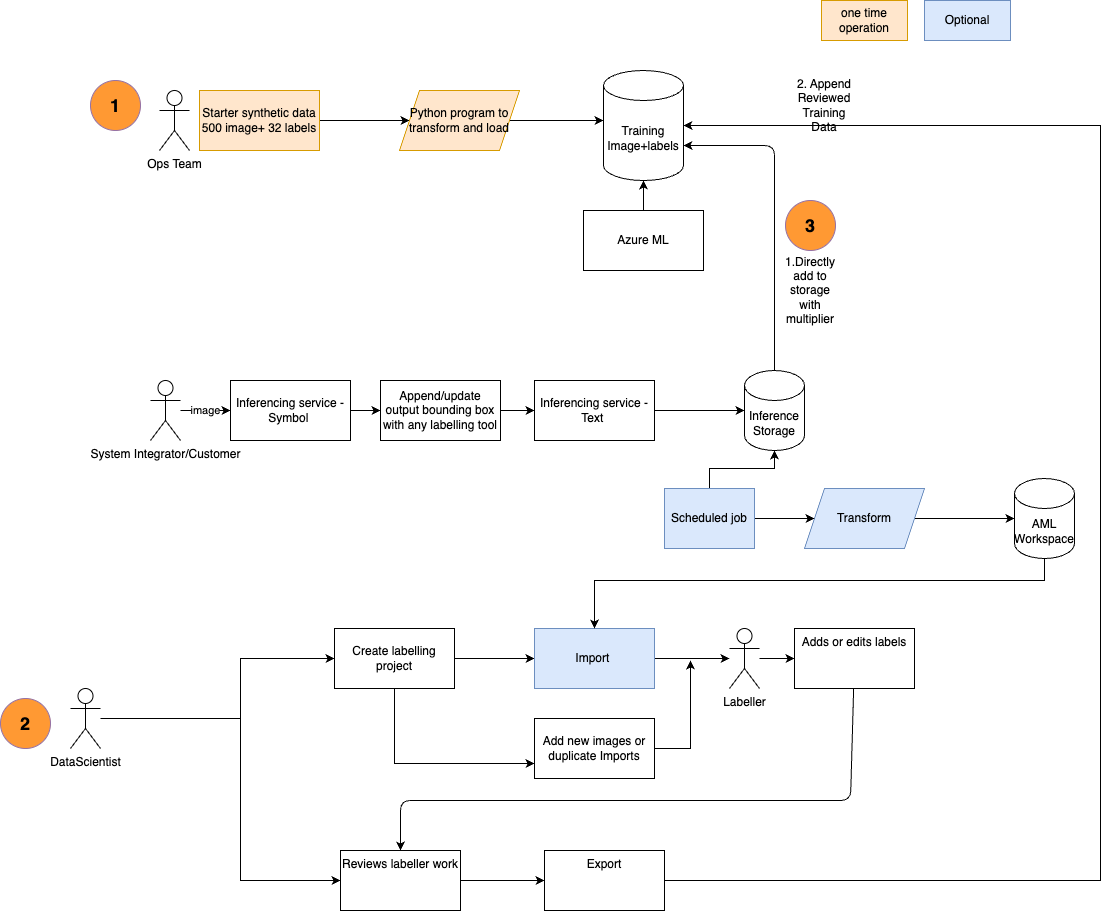 one time
operation
Optional
1
Starter synthetic data
500 image+ 32 labels
Ops Team
Python program to
transform and load
Training
Image+labels
2. Append
Reviewed
Training
Data
Azure ML
3
1.Directly
add to
storage
with
multiplier
image
System Integrator/Customer
Inferencing service -
Symbol
Append/update
output bounding box
with any labelling tool
Inferencing service -
Text
Inference
Storage
Scheduled job
Transform
AML
Workspace
2
DataScientist
Create labelling
project
Import
Add new images or
duplicate Imports
Labeller
Adds or edits labels
Reviews labeller work
Export